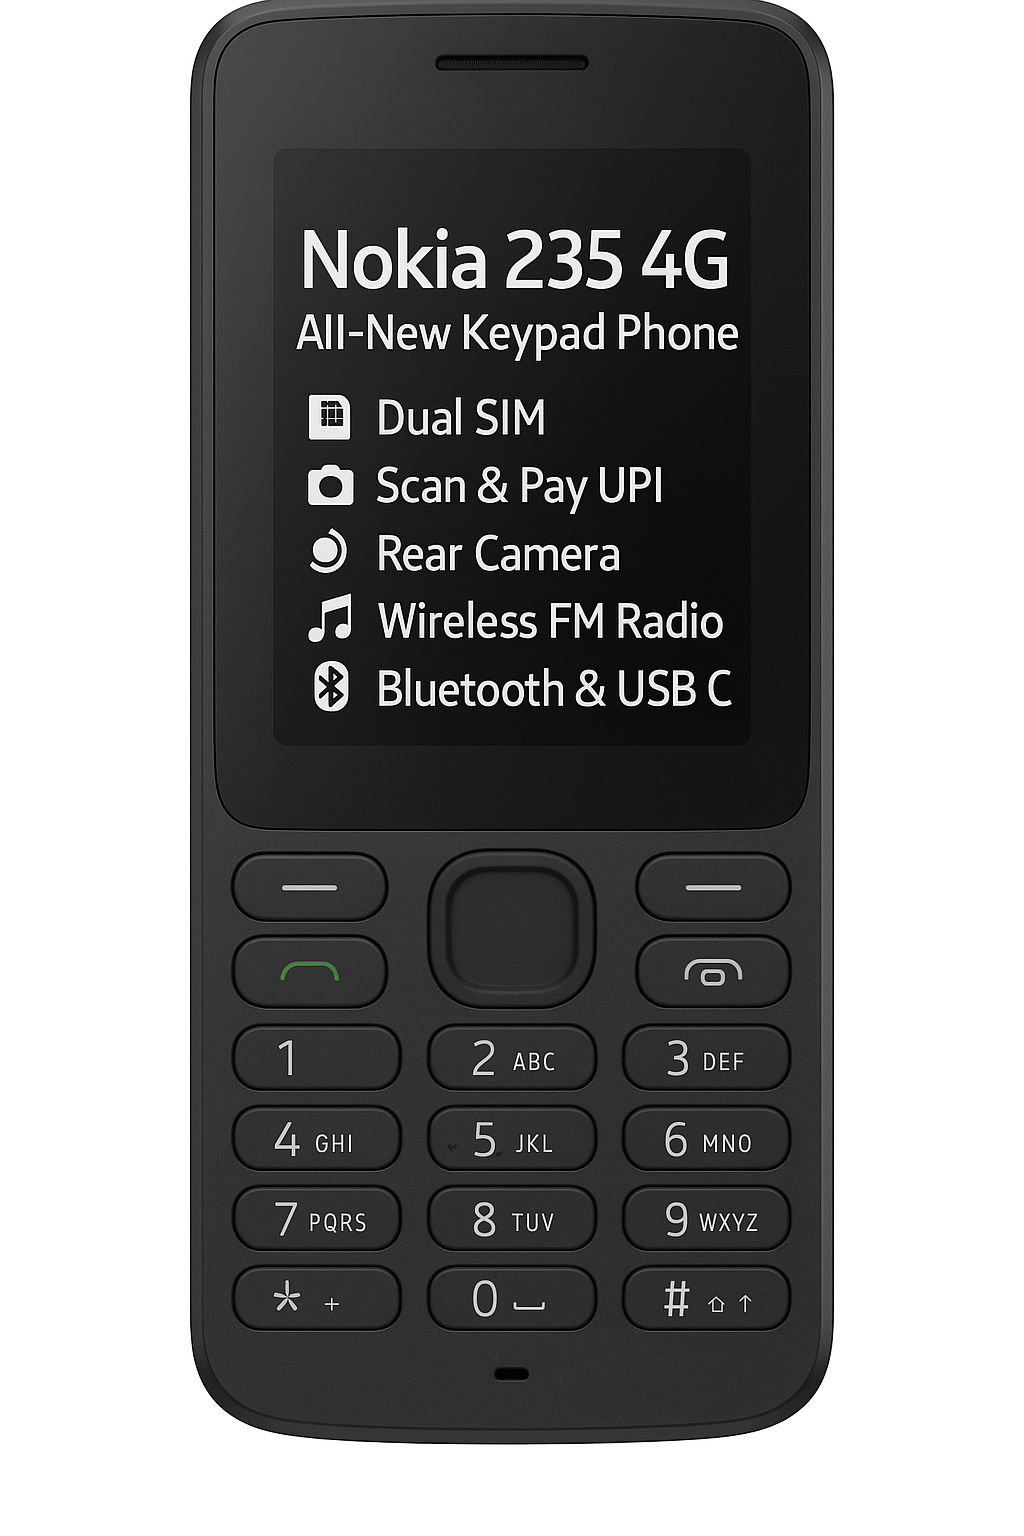 Nokia 235 4G
All-New Keypad Phone
Dual SIM
Scan & Pay UPI
Rear Camera
Wireless FM Radio
Bluetooth & USB C
1 2 ABC 3 DEF
4 GHI 5 JKL 6 MNO
7 PQRS 8 TUV 9 WXYZ
* + 0 #